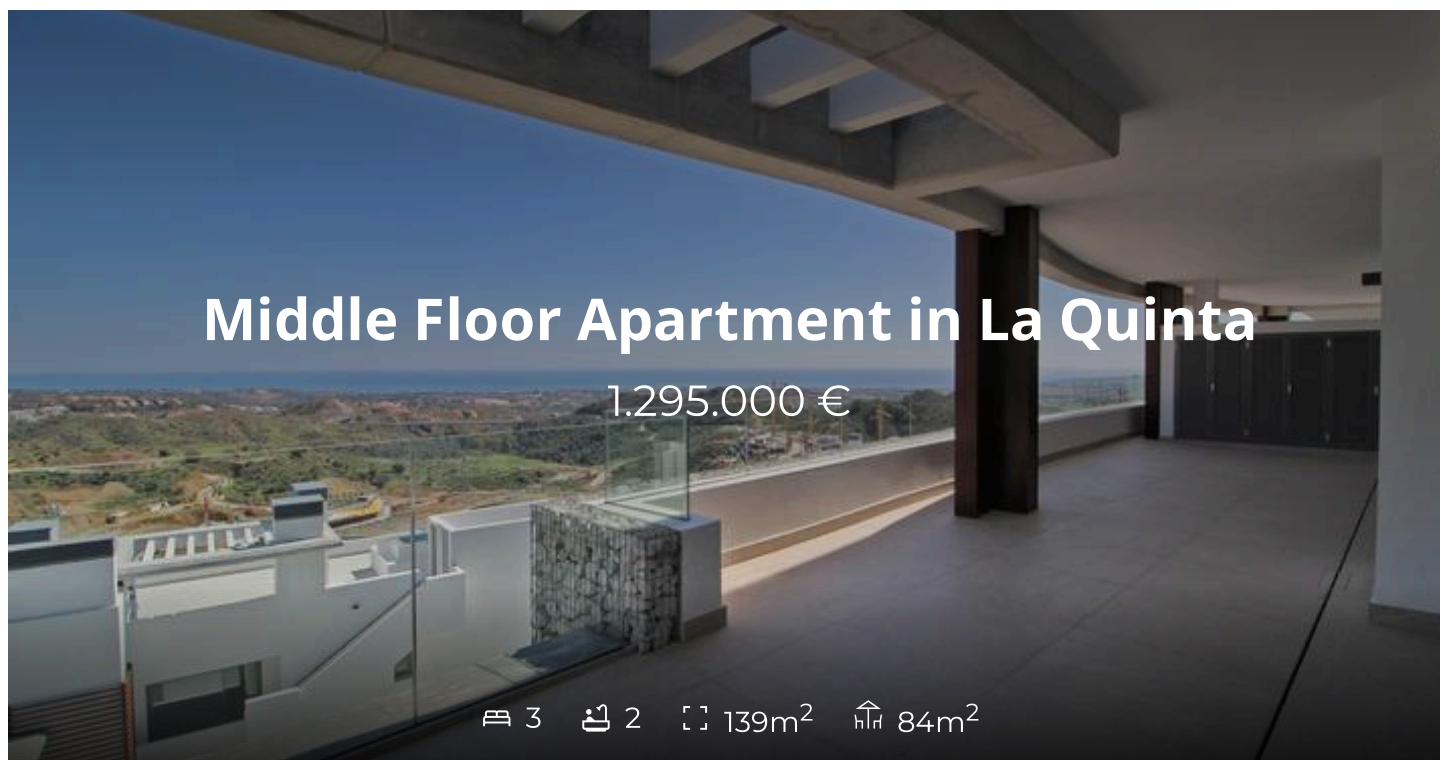 Middle Floor Apartment in La Quinta
1.295.000 €
3 2 139m² 84m²